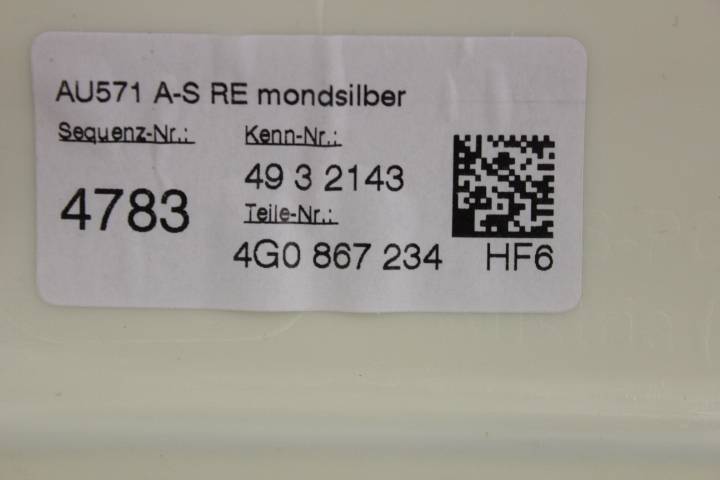 AU571 A-S RE mondsilber
Sequenz-Nr.: Kenn-Nr.:
49 3 2143
4783
Teile-Nr.:
4G0 867 234 HF6